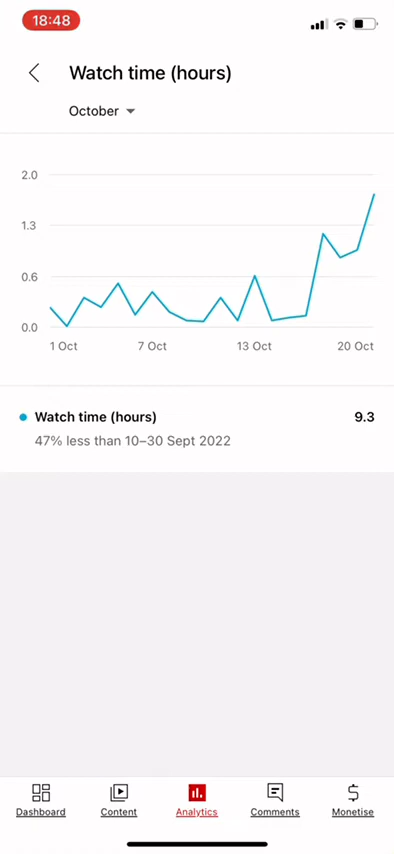 18:48
Watch time (hours)
October
2.0
1.3
0.6
0.0
1 Oct 7 Oct 13 Oct 20 Oct
Watch time (hours) 9.3
47% less than 10–30 Sept 2022
Dashboard Content Analytics Comments Monetise